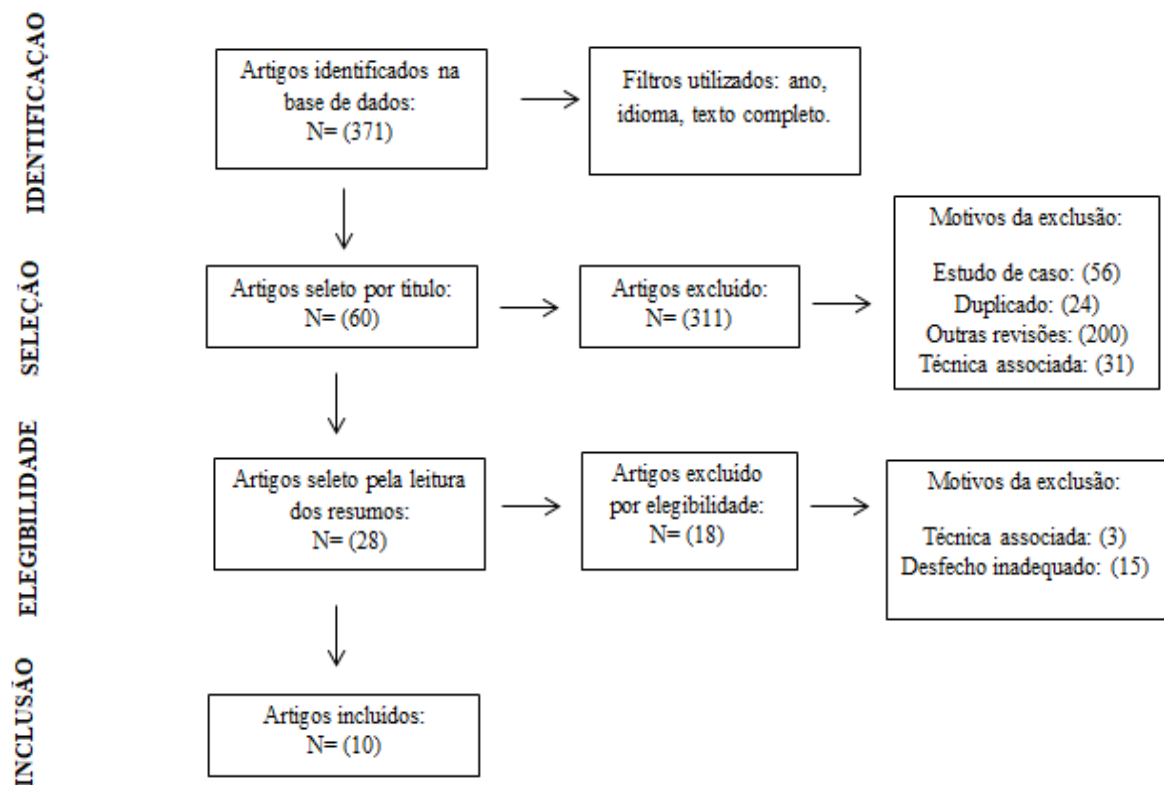 IDENTIFICAÇAO
Artigos identificados na
base de dados:
N= (371)
Filtros utilizados: ano,
idioma, texto completo.
SELEÇÃO
Artigos seleto por titulo:
N= (60)
Artigos excluído:
N= (311)
Motivos da exclusão:
Estudo de caso: (56)
Duplicado: (24)
Outras revisões: (200)
Técnica associada: (31)
ELEGIBILIDADE
Artigos seleto pela leitura
dos resumos:
N= (28)
Artigos excluído
por elegibilidade:
N= (18)
Motivos da exclusão:
Técnica associada: (3)
Desfecho inadequado: (15)
INCLUSÃO
Artigos incluídos:
N= (10)